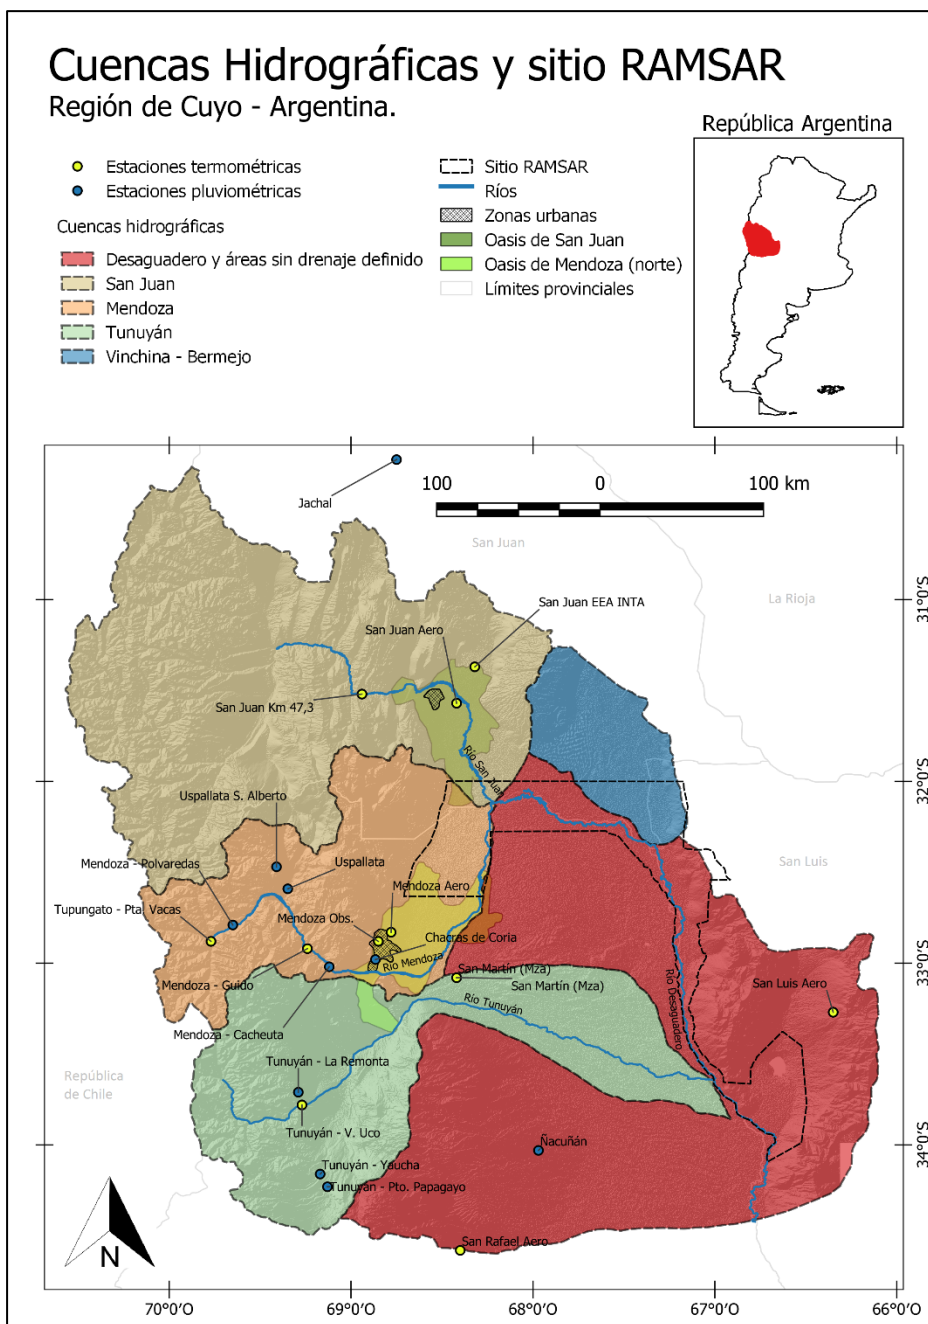 Cuencas Hidrográficas y sitio RAMSAR
Región de Cuyo - Argentina.
República Argentina
Estaciones termométricas
Estaciones pluviométricas
Cuencas hidrográficas
Desaguadero y áreas sin drenaje definido
San Juan
Mendoza
Tunuyán
Vinchina - Bermejo
Sitio RAMSAR
Ríos
Zonas urbanas
Oasis de San Juan
Oasis de Mendoza (norte)
Límites provinciales
Jachal
100 0 100 km
San Juan
La Rioja
31°0'S
San Juan EEA INTA
San Juan Aero
San Juan Km 47,3
Río San Juan
32°0'S
Uspallata S. Alberto
San Luis
Mendoza - Polvaredas
Uspallata
Mendoza Aero
Tupungato - Pta. Vacas
Mendoza Obs.
Chacras de Coria
Río Mendoza
33°0'S
San Martín (Mza)
San Martín (Mza)
Mendoza - Guido
San Luis Aero
Río Tunuyán
Río Desaguadero
Mendoza - Cacheuta
Tunuyán - La Remonta
República
de Chile
Tunuyán - V. Uco
Ñacuñán
34°0'S
Tunuyán - Yaucha
Tunuyán - Pto. Papagayo
San Rafael Aero
N
70°0'O 69°0'O 68°0'O 67°0'O 66°0'O